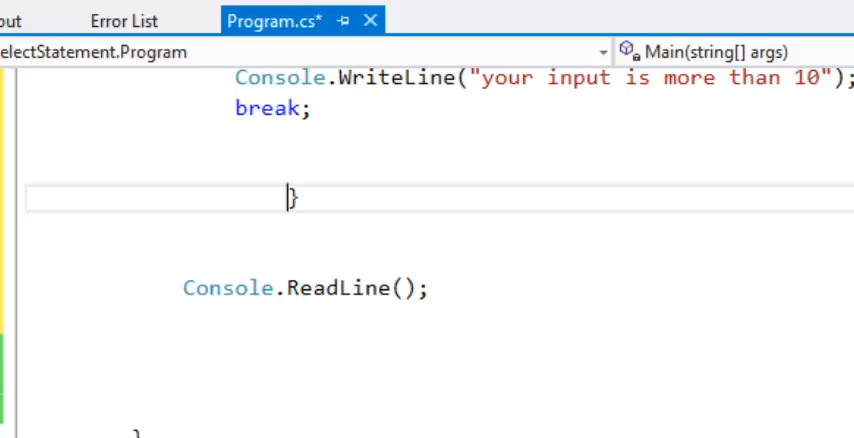 out Error List Program.cs*
electStatement.Program Main(string[] args)
Console.WriteLine("your input is more than 10");
break;
}
Console.ReadLine();
}